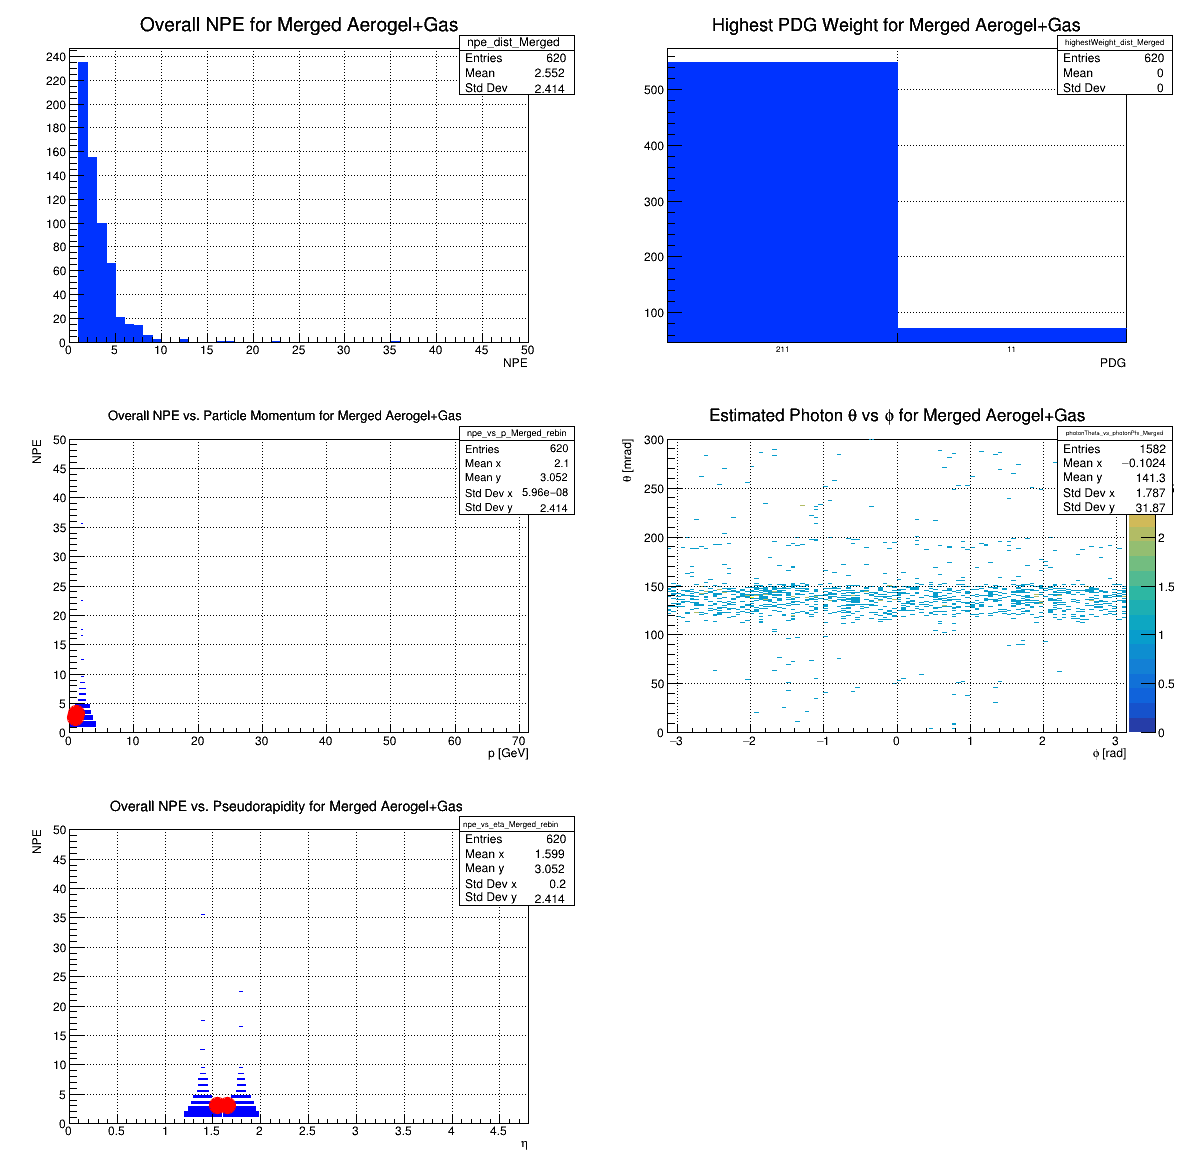 Overall NPE for Merged Aerogel+Gas
npe_dist_Merged
Entries 620
Mean 2.552
Std Dev 2.414
240
220
200
180
160
140
120
100
80
60
40
20
0
0 5 10 15 20 25 30 35 40 45 50
NPE
Highest PDG Weight for Merged Aerogel+Gas
highestWeight_dist_Merged
Entries 620
Mean 0
Std Dev 0
500
400
300
200
100
211 11
PDG
Overall NPE vs. Particle Momentum for Merged Aerogel+Gas
npe_vs_p_Merged_rebin
Entries 620
Mean x 2.1
Mean y 3.052
Std Dev x 5.96e−08
Std Dev y 2.414
NPE
50
45
40
35
30
25
20
15
10
5
0
0 10 20 30 40 50 60 70
p [GeV]
Estimated Photon θ vs ϕ for Merged Aerogel+Gas
photonTheta_vs_photonPhi_Merged
Entries 1582
Mean x −0.1024
Mean y 141.3
Std Dev x 1.787
Std Dev y 31.87
θ [mrad]
300
250
200
150
100
50
0
−3 −2 −1 0 1 2 3
ϕ [rad]
2
1.5
1
0.5
0
Overall NPE vs. Pseudorapidity for Merged Aerogel+Gas
npe_vs_eta_Merged_rebin
Entries 620
Mean x 1.599
Mean y 3.052
Std Dev x 0.2
Std Dev y 2.414
NPE
50
45
40
35
30
25
20
15
10
5
0
0 0.5 1 1.5 2 2.5 3 3.5 4 4.5
η